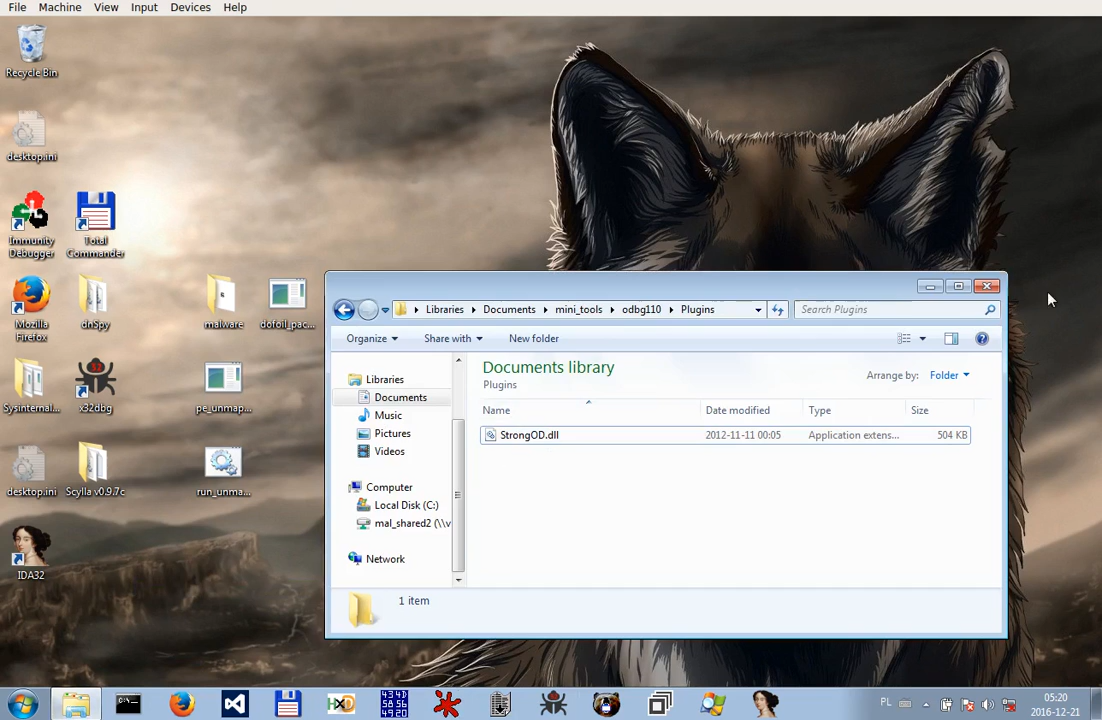 File Machine View Input Devices Help
Recycle Bin
desktop.ini
Immunity
Debugger
Total
Commander
Mozilla
Firefox
dnSpy
malware
dofoil_pac...
Sysinternal...
x32dbg
pe_unmap...
desktop.ini
Scylla v0.9.7c
run_unma...
IDA32
Libraries Documents mini_tools odbg110 Plugins
Search Plugins
Organize Share with New folder
Libraries
Documents
Music
Pictures
Videos
Computer
Local Disk (C:)
mal_shared2 (\\v
Network
Documents library
Plugins
Arrange by: Folder
Name Date modified Type Size
StrongOD.dll 2012-11-11 00:05 Application extens... 504 KB
1 item
C:\_
434D
5856
4920
PL
05:20
2016-12-21